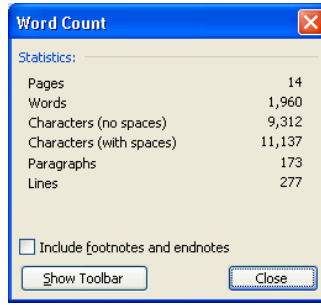 Word Count
Statistics:
Pages 14
Words 1,960
Characters (no spaces) 9,312
Characters (with spaces) 11,137
Paragraphs 173
Lines 277
Include footnotes and endnotes
Show Toolbar Close